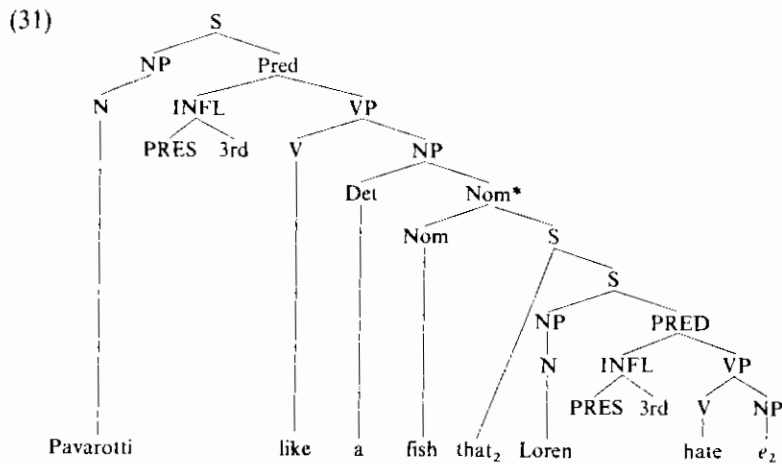 (31)
S
NP Pred
N INFL VP
PRES 3rd V NP
Det Nom*
Nom S
S
NP PRED
N INFL VP
PRES 3rd V NP
Pavarotti like a fish that₂ Loren hate e₂